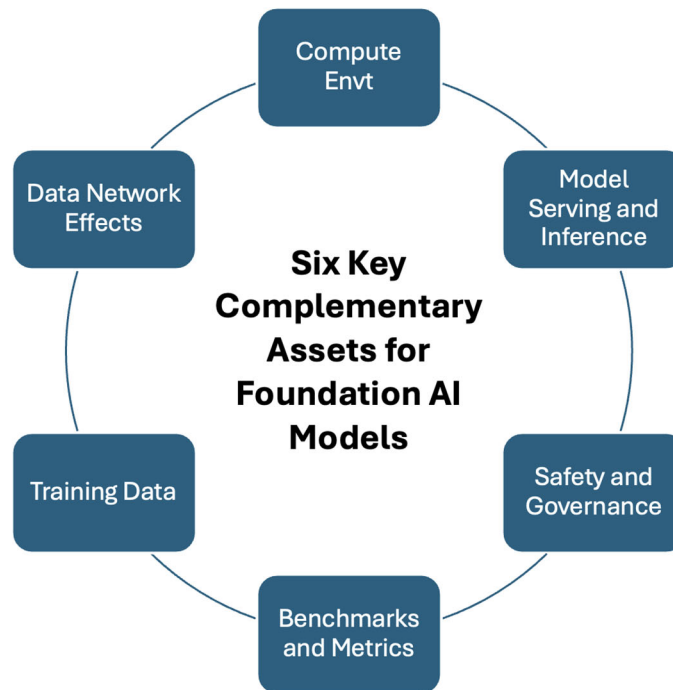 Compute
Envt
Data Network
Effects
Model
Serving and
Inference
Six Key
Complementary
Assets for
Foundation AI
Models
Training Data
Safety and
Governance
Benchmarks
and Metrics